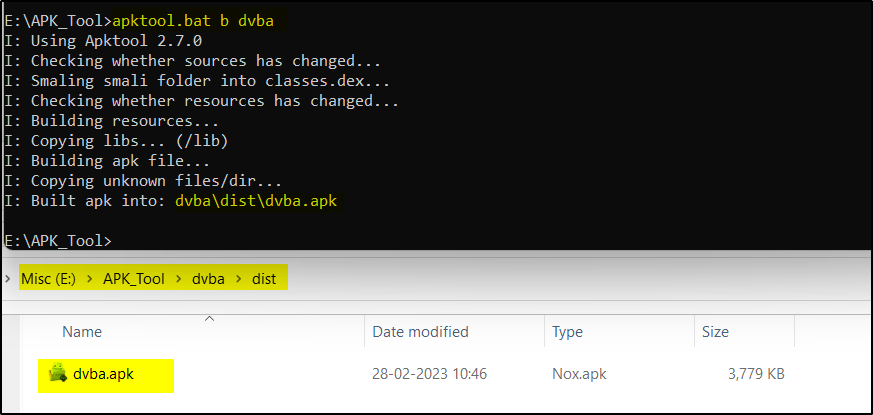 E:\APK_Tool>apktool.bat b dvba
I: Using Apktool 2.7.0
I: Checking whether sources has changed...
I: Smaling smali folder into classes.dex...
I: Checking whether resources has changed...
I: Building resources...
I: Copying libs... (/lib)
I: Building apk file...
I: Copying unknown files/dir...
I: Built apk into: dvba\dist\dvba.apk
E:\APK_Tool>
> Misc (E:) > APK_Tool > dvba > dist
Name Date modified Type Size
dvba.apk 28-02-2023 10:46 Nox.apk 3,779 KB